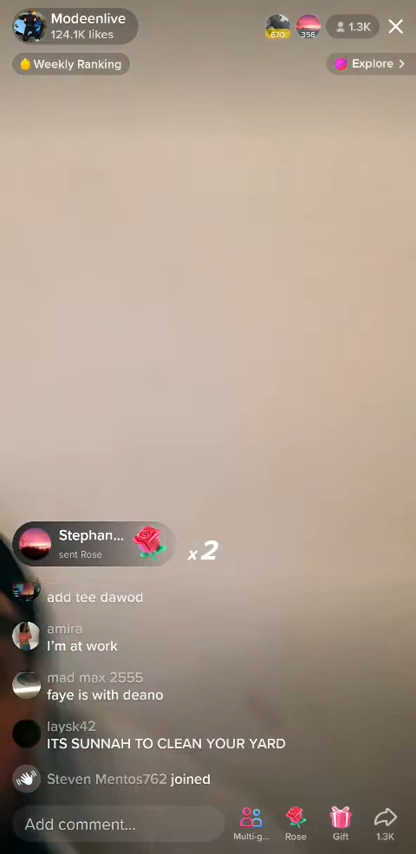 Modeenlive
124.1K likes
670
356
1.3K
Weekly Ranking
Explore >
Stephan...
sent Rose
x2
add tee dawod
amira
I'm at work
mad max 2555
faye is with deano
laysk42
ITS SUNNAH TO CLEAN YOUR YARD
Steven Mentos762 joined
Add comment...
Multi-g...
Rose
Gift
1.3K